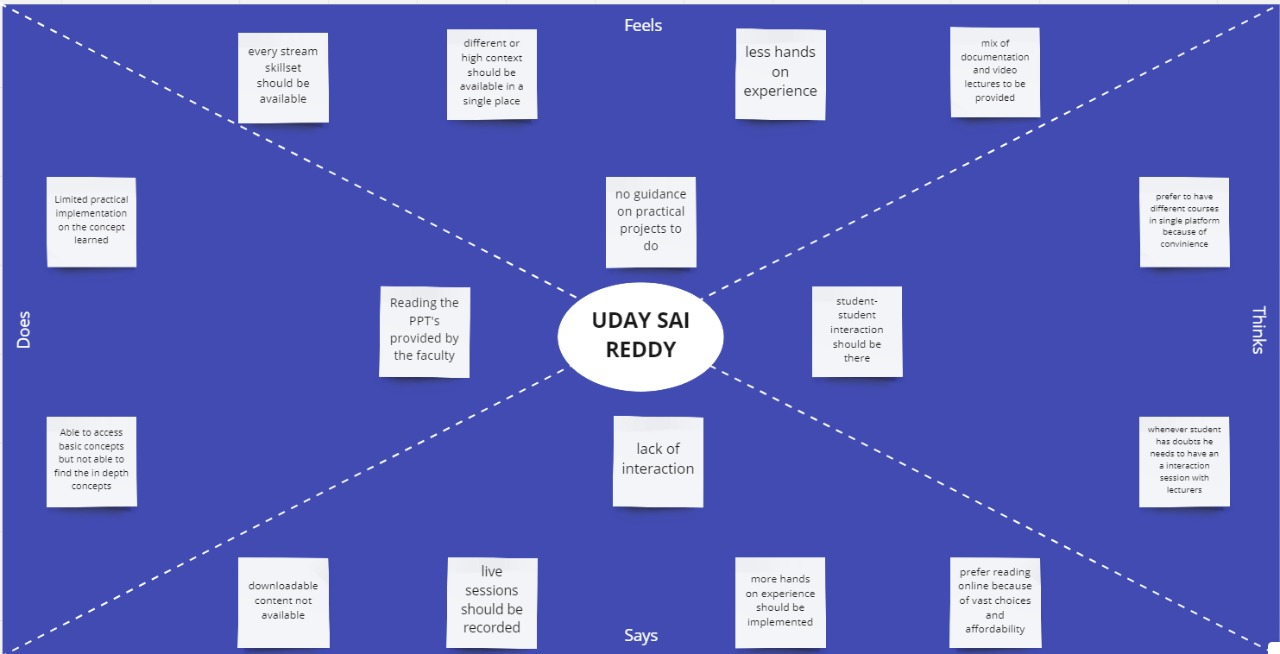 Feels
every stream
skillset
should be
available
different or
high context
should be
available in a
single place
less hands
on
experience
mix of
documentation
and video
lectures to be
provided
Limited practical
implementation
on the concept
learned
no guidance
on practical
projects to
do
prefer to have
different courses
in single platform
because of
convinience
Does
Reading the
PPT's
provided by
the faculty
UDAY SAI
REDDY
student-
student
interaction
should be
there
Thinks
Able to access
basic concepts
but not able to
find the in depth
concepts
lack of
interaction
whenever student
has doubts he
needs to have an
a interaction
session with
lecturers
downloadable
content not
available
live
sessions
should be
recorded
more hands
on experience
should be
implemented
prefer reading
online because
of vast choices
and
affordability
Says